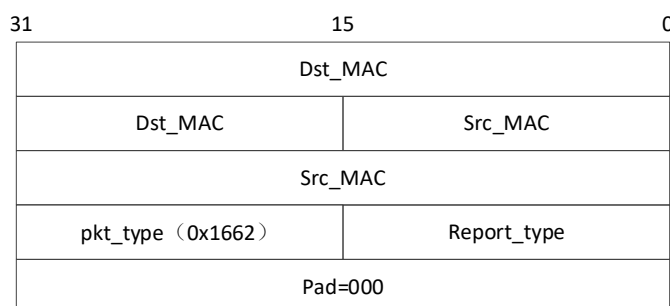 31 15 0
Dst_MAC
Dst_MAC Src_MAC
Src_MAC
pkt_type（0x1662） Report_type
Pad=000